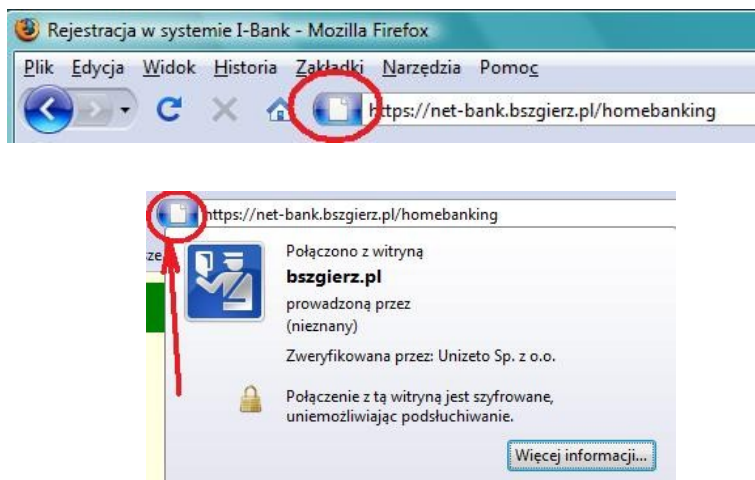 Rejestracja w systemie I-Bank - Mozilla Firefox
Plik Edycja Widok Historia Zakładki Narzędzia Pomoc
https://net-bank.bszgierz.pl/homebanking
https://net-bank.bszgierz.pl/homebanking
Połączono z witryną
bszgierz.pl
prowadzoną przez
(nieznany)
Zweryfikowana przez: Unizeto Sp. z o.o.
Połączenie z tą witryną jest szyfrowane,
uniemożliwiając podsłuchiwanie.
Więcej informacji...